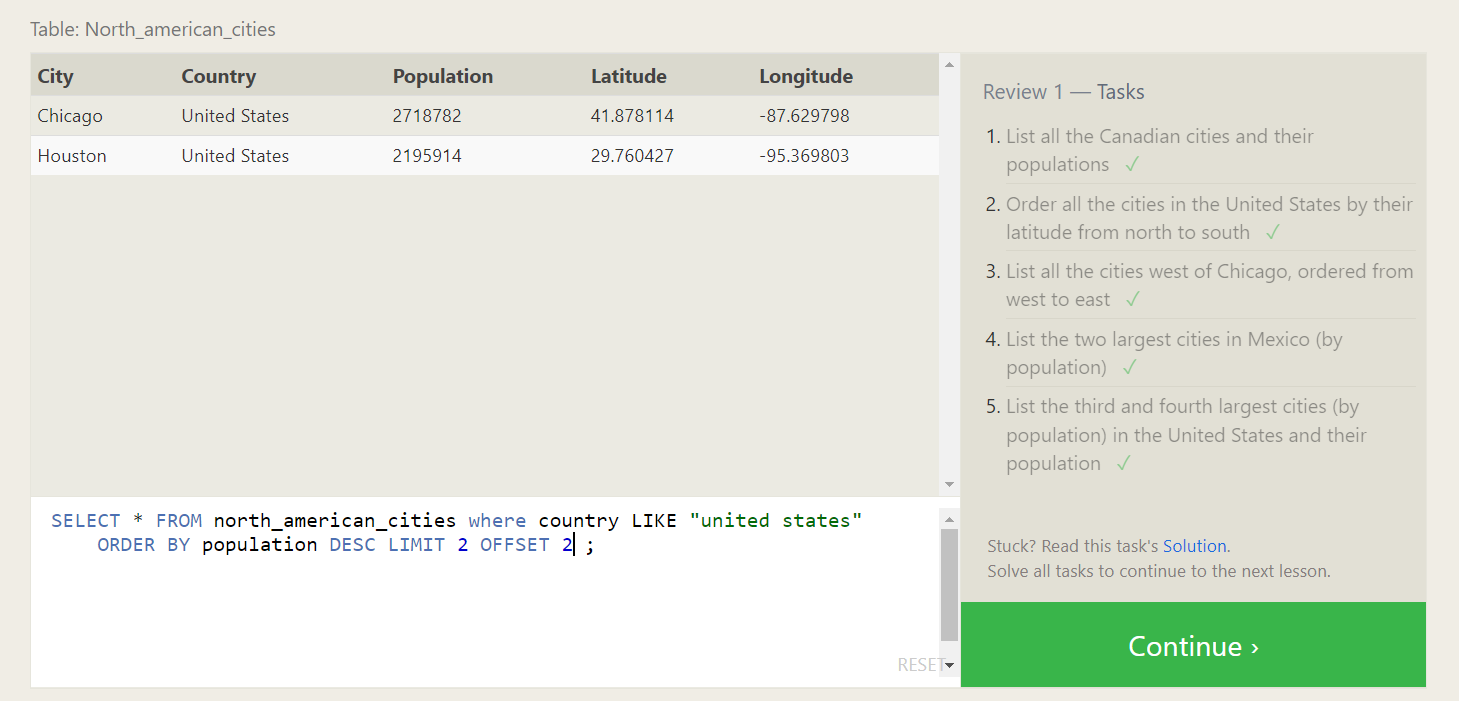 Table: North_american_cities
City Country Population Latitude Longitude
Chicago United States 2718782 41.878114 -87.629798
Houston United States 2195914 29.760427 -95.369803
SELECT * FROM north_american_cities where country LIKE "united states"
ORDER BY population DESC LIMIT 2 OFFSET 2 ;
RESET
Review 1 — Tasks
1. List all the Canadian cities and their
populations ✓
2. Order all the cities in the United States by their
latitude from north to south ✓
3. List all the cities west of Chicago, ordered from
west to east ✓
4. List the two largest cities in Mexico (by
population) ✓
5. List the third and fourth largest cities (by
population) in the United States and their
population ✓
Stuck? Read this task's Solution.
Solve all tasks to continue to the next lesson.
Continue ›